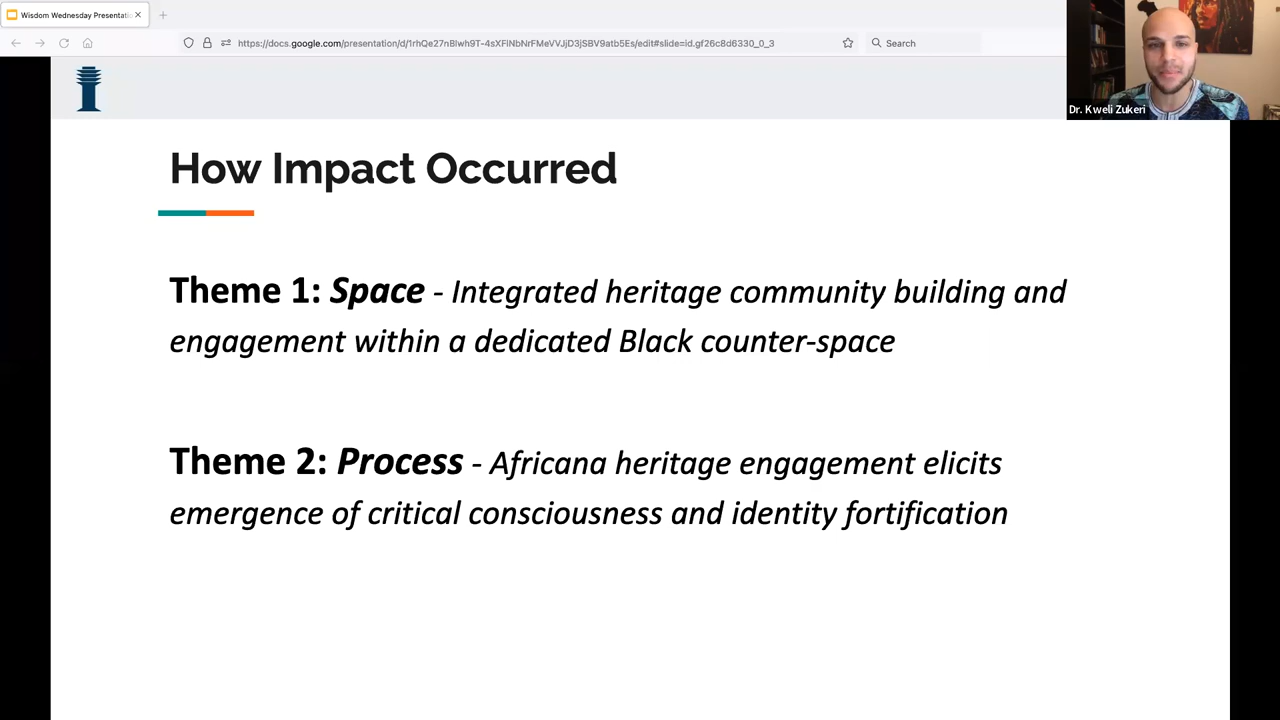 Wisdom Wednesday Presentati
https://docs.google.com/presentation/d/1rhQe27nBIwh9T-4sXFiNbNrFMeVVJjD3jSBV9atb5Es/edit#slide=id.gf26c8d6330_0_3
Search
Dr. Kweli Zukeri
How Impact Occurred
Theme 1: Space - Integrated heritage community building and
engagement within a dedicated Black counter-space
Theme 2: Process - Africana heritage engagement elicits
emergence of critical consciousness and identity fortification